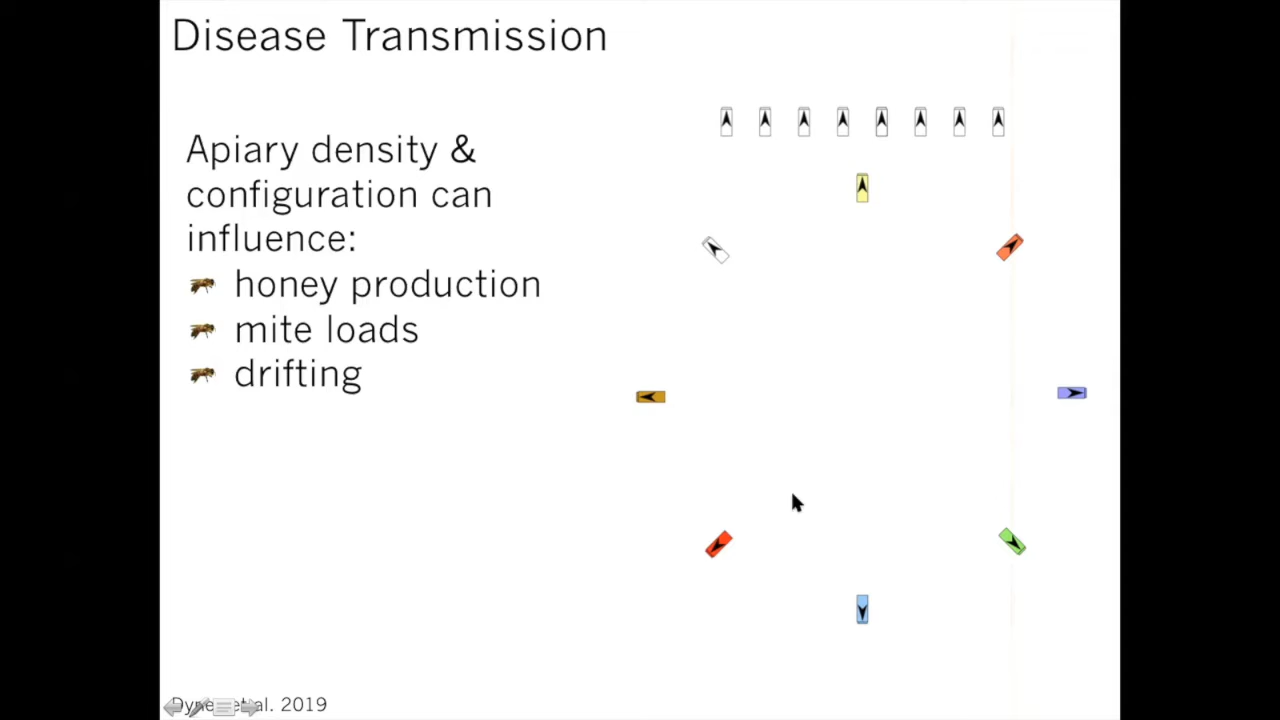 Disease Transmission
Apiary density &
configuration can
influence:
honey production
mite loads
drifting
al. 2019